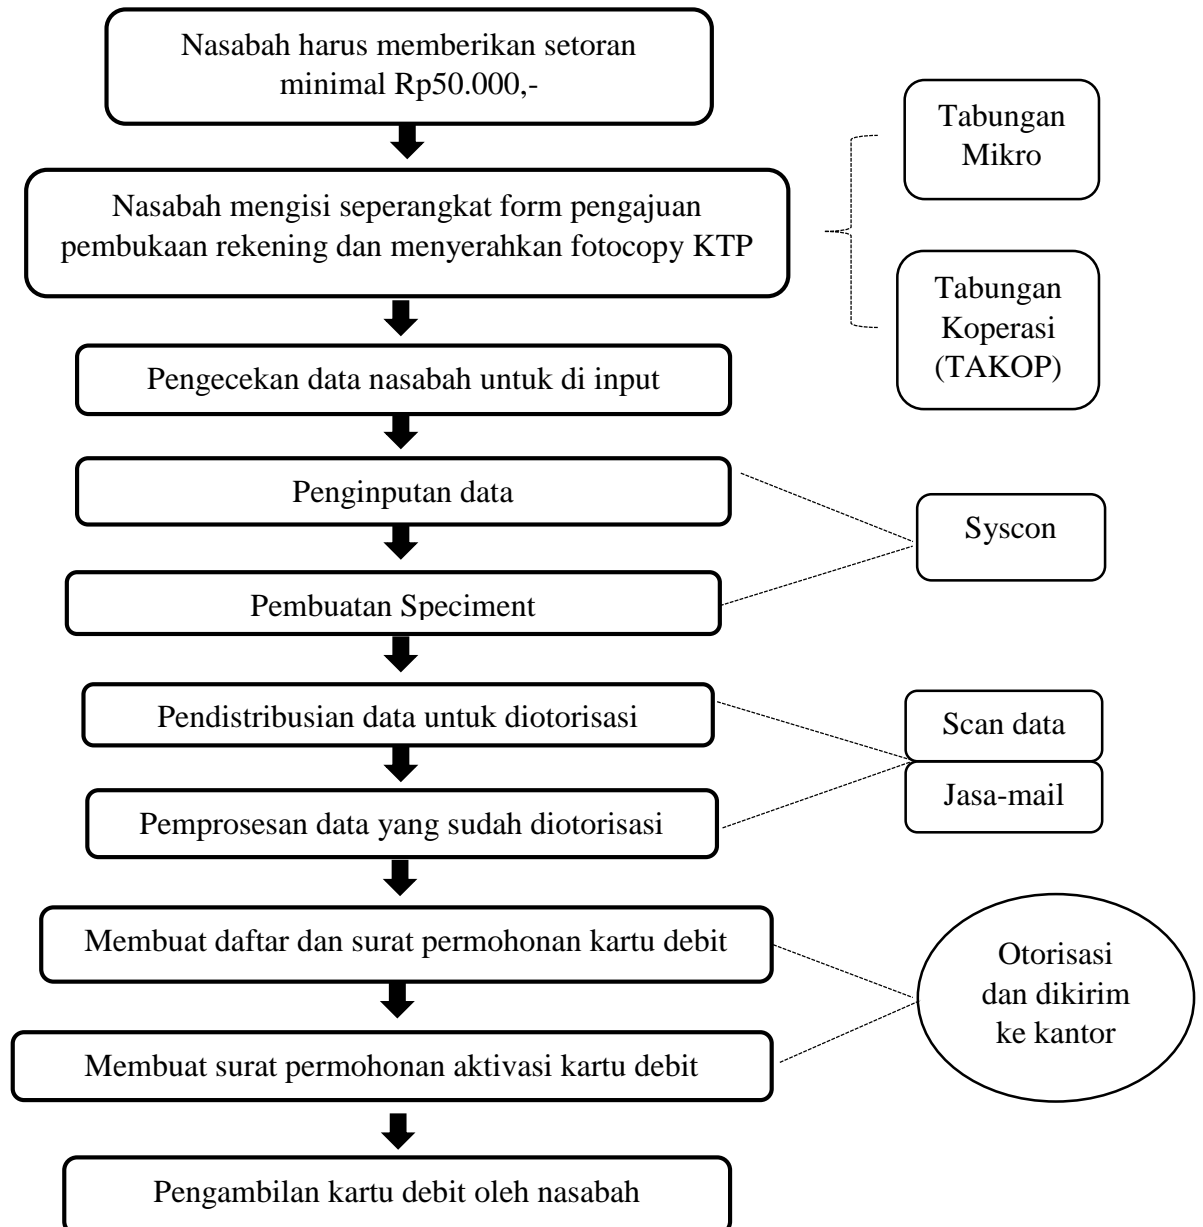 Nasabah harus memberikan setoran
minimal Rp50.000,-
Tabungan
Mikro
Nasabah mengisi seperangkat form pengajuan
pembukaan rekening dan menyerahkan fotocopy KTP
Tabungan
Koperasi
(TAKOP)
Pengecekan data nasabah untuk di input
Penginputan data
Syscon
Pembuatan Speciment
Pendistribusian data untuk diotorisasi
Scan data
Jasa-mail
Pemprosesan data yang sudah diotorisasi
Membuat daftar dan surat permohonan kartu debit
Otorisasi
dan dikirim
ke kantor
Membuat surat permohonan aktivasi kartu debit
Pengambilan kartu debit oleh nasabah